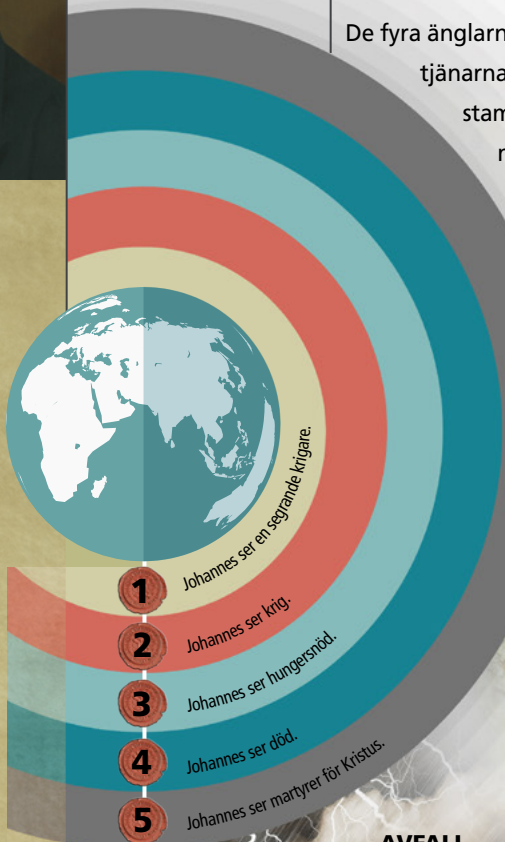 De fyra änglarn
tjänarna
stam
1
Johannes ser en segrande krigare.
2
Johannes ser krig.
3
Johannes ser hungersnöd.
4
Johannes ser död.
5
Johannes ser martyrer för Kristus.
AVFALL